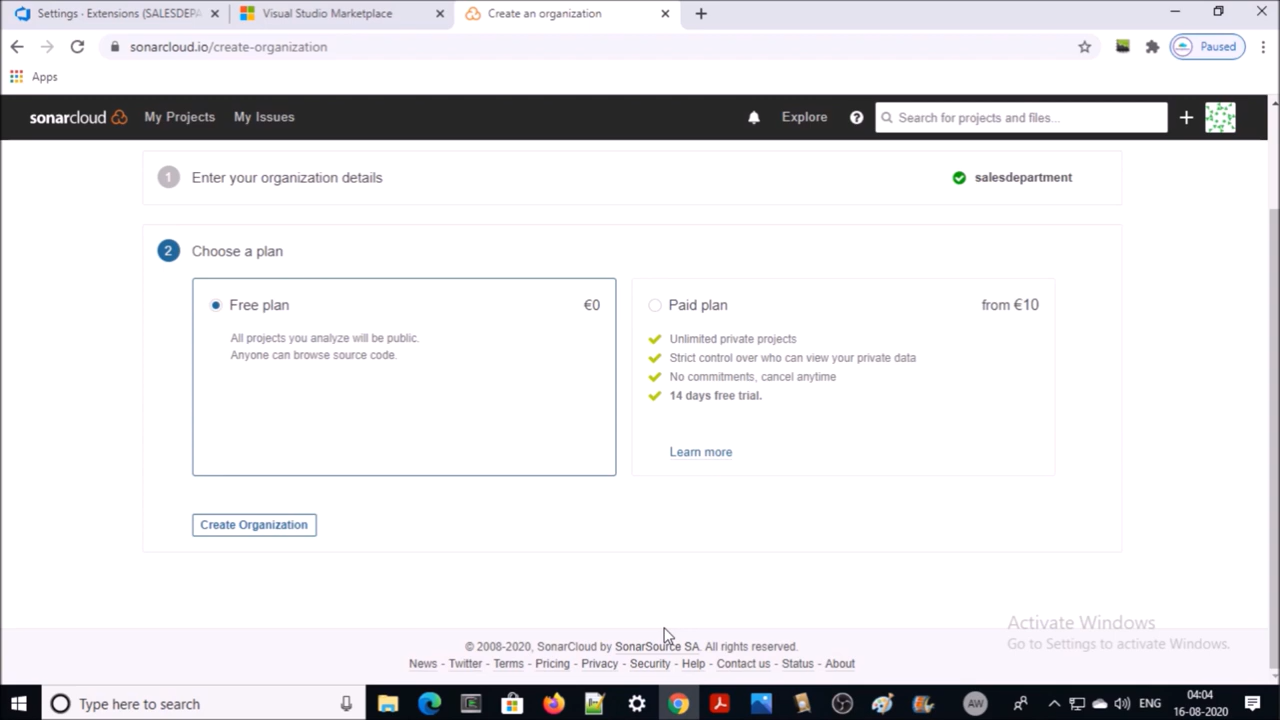 Settings - Extensions (SALESDEPA
Visual Studio Marketplace
Create an organization
sonarcloud.io/create-organization
Paused
Apps
sonarcloud
My Projects
My Issues
Explore
Search for projects and files...
1
Enter your organization details
salesdepartment
2
Choose a plan
Free plan
€0
All projects you analyze will be public.
Anyone can browse source code.
Paid plan
from €10
Unlimited private projects
Strict control over who can view your private data
No commitments, cancel anytime
14 days free trial.
Learn more
Create Organization
Activate Windows
Go to Settings to activate Windows.
© 2008-2020, SonarCloud by SonarSource SA. All rights reserved.
News - Twitter - Terms - Pricing - Privacy - Security - Help - Contact us - Status - About
Type here to search
AW
ENG
04:04
16-08-2020